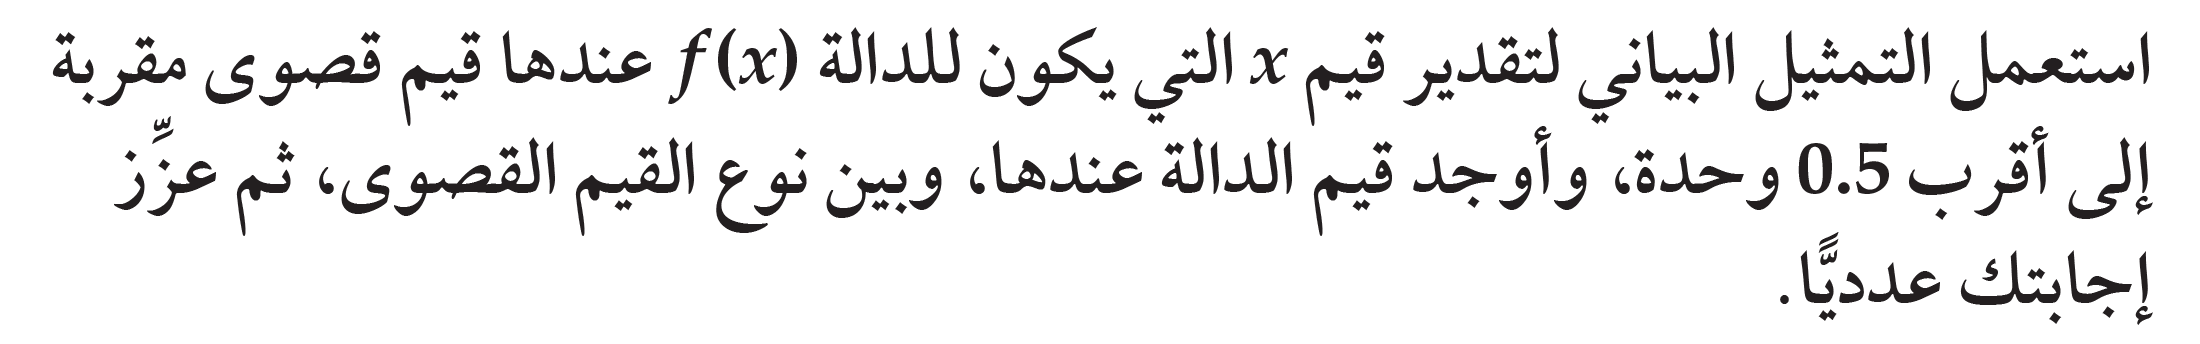 استعمل التمثيل البياني لتقدير قيم x التي يكون للدالة f(x) عندها قيم قصوى مقربة
إلى أقرب 0.5 وحدة، وأوجد قيم الدالة عندها، وبين نوع القيم القصوى، ثم عزِّز
إجابتك عدديًّا.